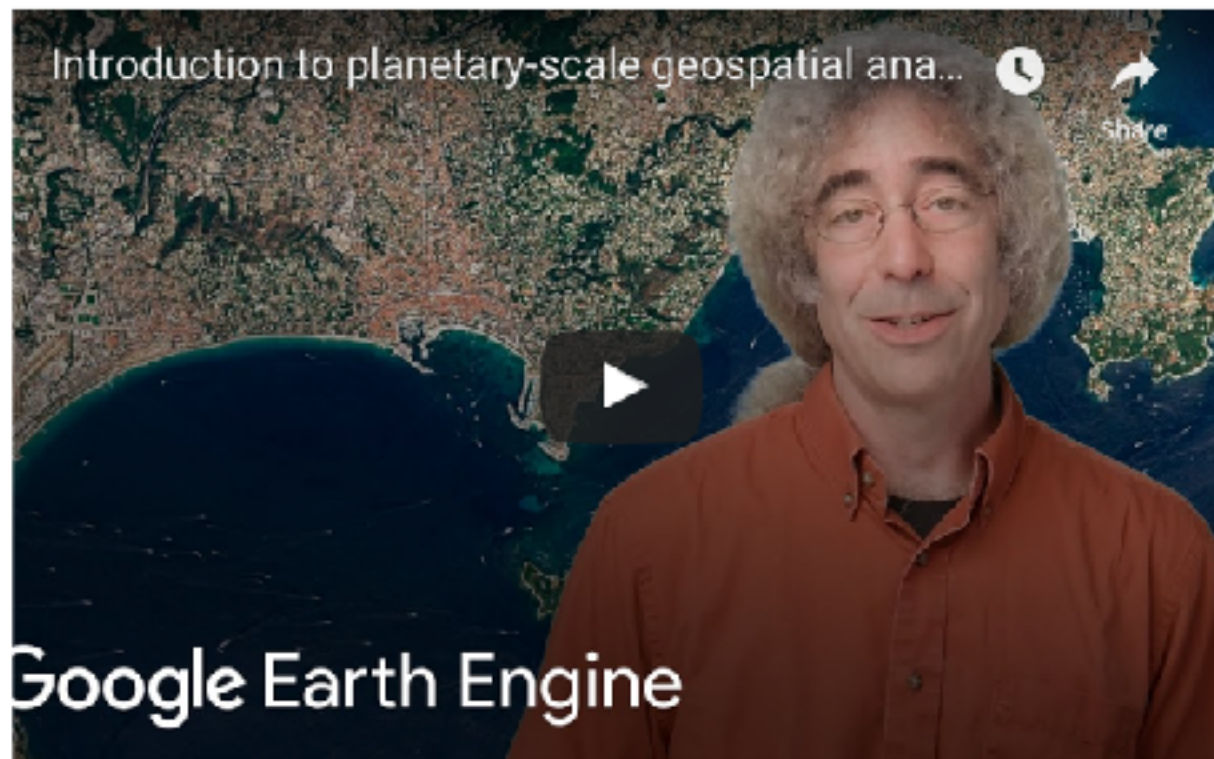 Introduction to planetary-scale geospatial ana...
Share
Google Earth Engine